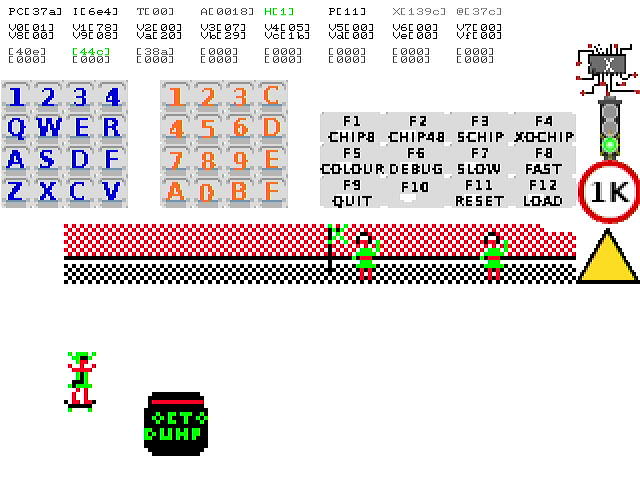 PC[37a] I[6e4] T[00] A[0018] H[1] P[11] X[139c] @[37c]
V0[01] V1[78] V2[00] V3[07] V4[05] V5[00] V6[00] V7[00]
V8[00] V9[08] Va[20] Vb[29] Vc[1b] Vd[00] Ve[00] Vf[00]
[40e] [44c] [38a] [000] [000] [000] [000] [000]
[000] [000] [000] [000] [000] [000] [000] [000]
1 2 3 4 1 2 3 C
Q W E R 4 5 6 D
A S D F 7 8 9 E
Z X C V A 0 B F
F1 F2 F3 F4
CHIP8 CHIP48 SCHIP XOCHIP
F5 F6 F7 F8
COLOUR DEBUG SLOW FAST
F9 F10 F11 F12
QUIT RESET LOAD
X
1K
OCTO
DUMP